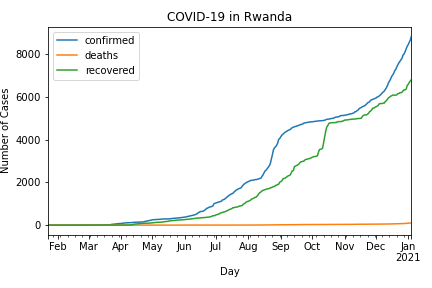 COVID-19 in Rwanda
confirmed
deaths
recovered
Number of Cases
8000
6000
4000
2000
0
Feb Mar Apr May Jun Jul Aug Sep Oct Nov Dec Jan
2021
Day